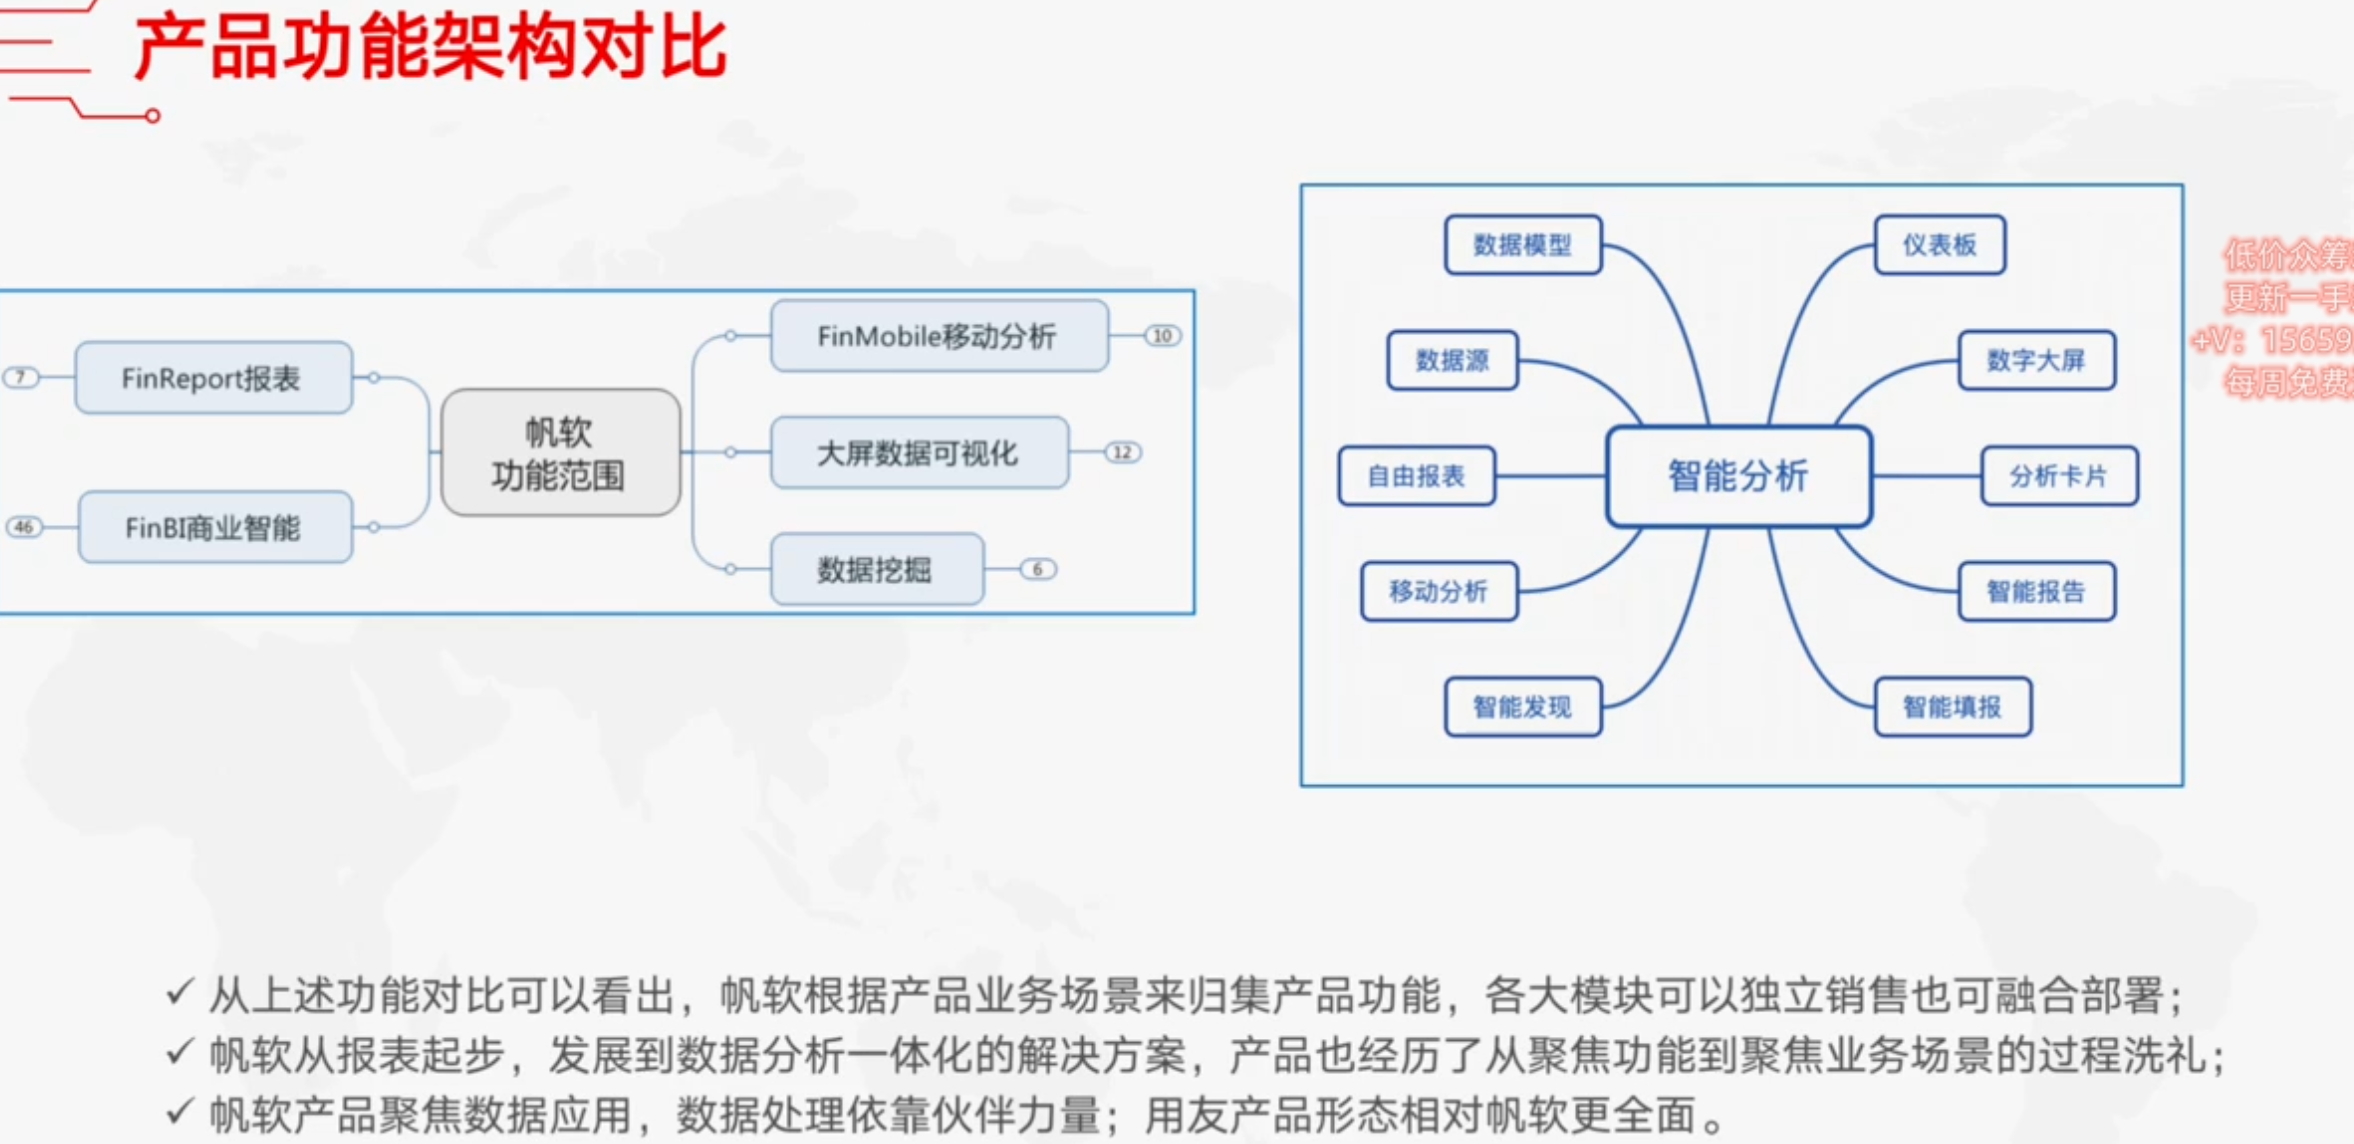 产品功能架构对比
7
FinReport报表
46
FinBI商业智能
帆软
功能范围
FinMobile移动分析
10
大屏数据可视化
12
数据挖掘
6
数据模型
数据源
自由报表
移动分析
智能发现
智能分析
仪表板
数字大屏
分析卡片
智能报告
智能填报
低价众筹
更新一手
+V：15659
每周免费
✓ 从上述功能对比可以看出，帆软根据产品业务场景来归集产品功能，各大模块可以独立销售也可融合部署；
✓ 帆软从报表起步，发展到数据分析一体化的解决方案，产品也经历了从聚焦功能到聚焦业务场景的过程洗礼；
✓ 帆软产品聚焦数据应用，数据处理依靠伙伴力量；用友产品形态相对帆软更全面。